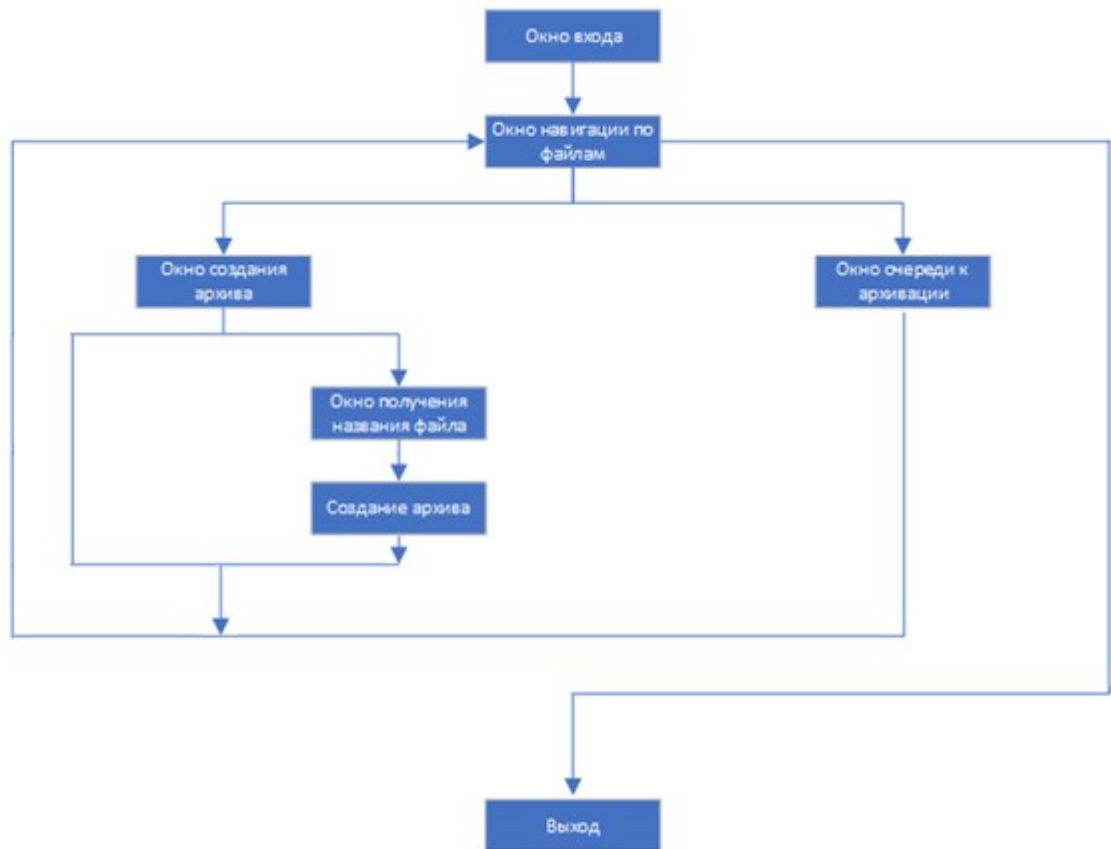 Окно входа
Окно навигации по
файлам
Окно создания
архива
Окно очереди к
архивации
Окно получения
названия файла
Создание архива
Выход